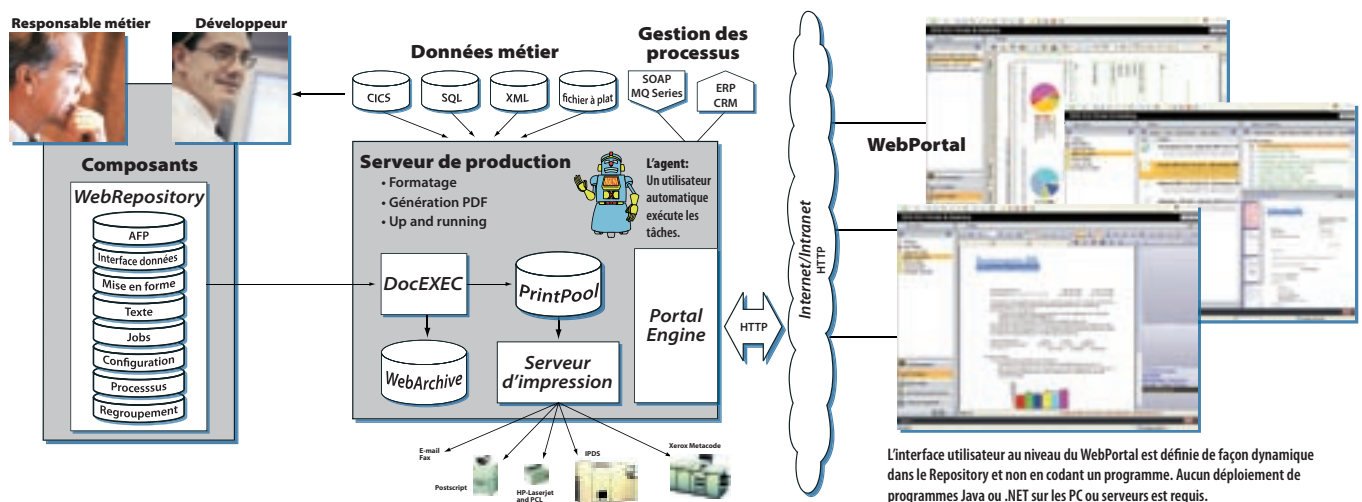 Responsable métier
Développeur
Données métier
Gestion des
processus
CICS
SQL
XML
fichier à plat
SOAP
MQ Series
ERP
CRM
Composants
WebRepository
AFP
Interface données
Mise en forme
Texte
Jobs
Configuration
Processsus
Regroupement
Serveur de production
• Formatage
• Génération PDF
• Up and running
L'agent:
Un utilisateur
automatique
exécute les
tâches.
DocEXEC
PrintPool
WebArchive
Serveur
d'impression
Portal
Engine
HTTP
Internet/Intranet
HTTP
WebPortal
E-mail
Fax
Postscript
HP-Laserjet
and PCL
IPDS
Xerox Metacode
L'interface utilisateur au niveau du WebPortal est définie de façon dynamique
dans le Repository et non en codant un programme. Aucun déploiement de
programmes Java ou .NET sur les PC ou serveurs est requis.